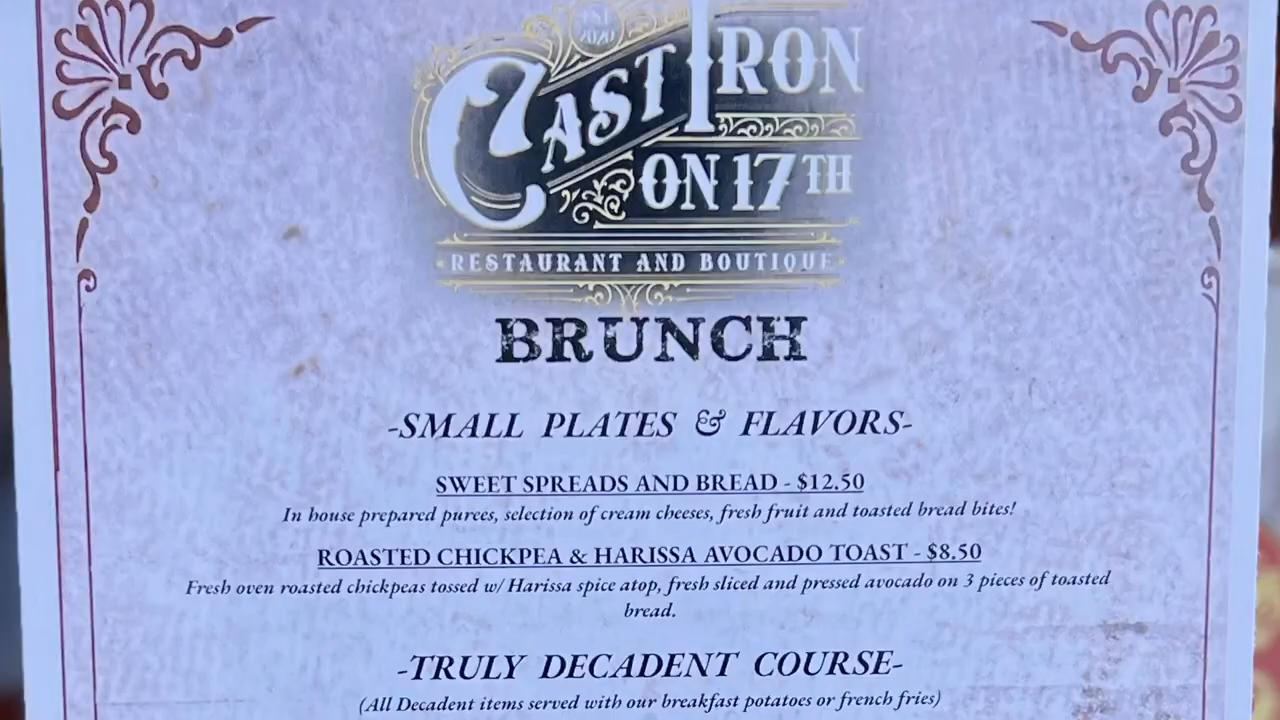 EST
2020
CAST IRON
ON 17TH
RESTAURANT AND BOUTIQUE
BRUNCH
-SMALL PLATES & FLAVORS-
SWEET SPREADS AND BREAD - $12.50
In house prepared purees, selection of cream cheeses, fresh fruit and toasted bread bites!
ROASTED CHICKPEA & HARISSA AVOCADO TOAST - $8.50
Fresh oven roasted chickpeas tossed w/ Harissa spice atop, fresh sliced and pressed avocado on 3 pieces of toasted
bread.
-TRULY DECADENT COURSE-
(All Decadent items served with our breakfast potatoes or french fries)